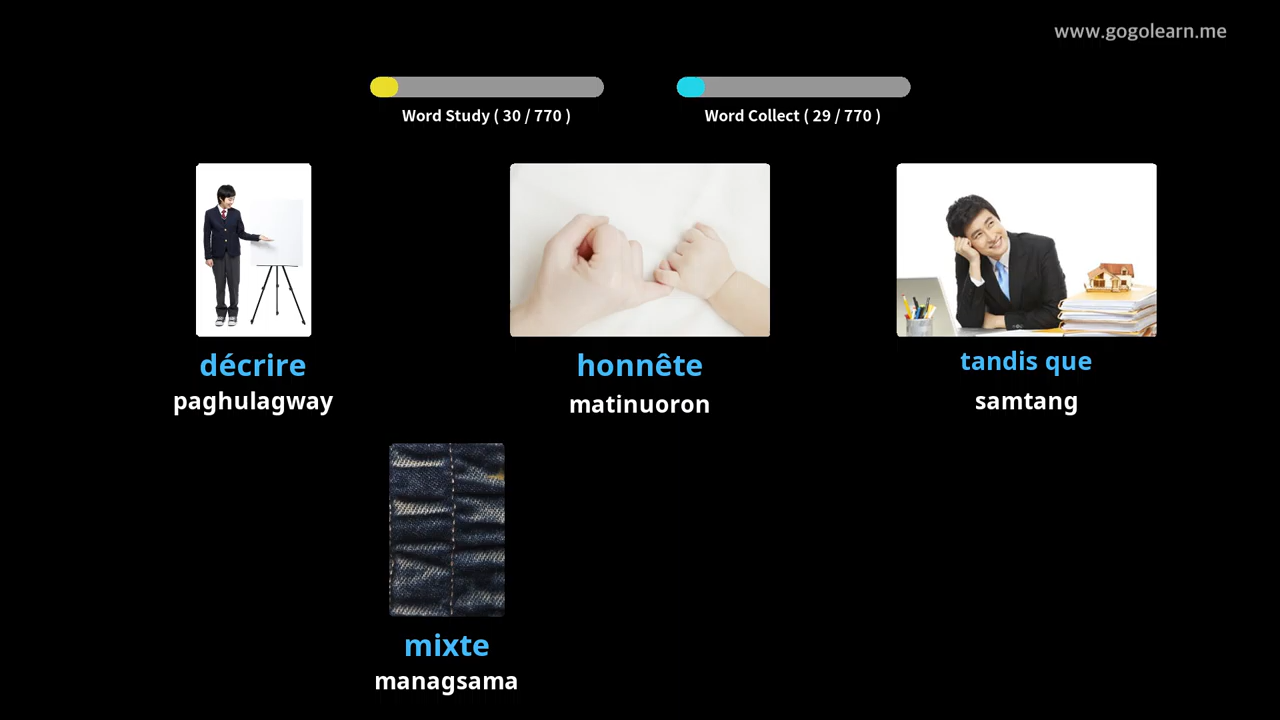 www.gogolearn.me
Word Study ( 30 / 770 )
Word Collect ( 29 / 770 )
décrire
paghulagway
honnête
matinuoron
tandis que
samtang
mixte
managsama